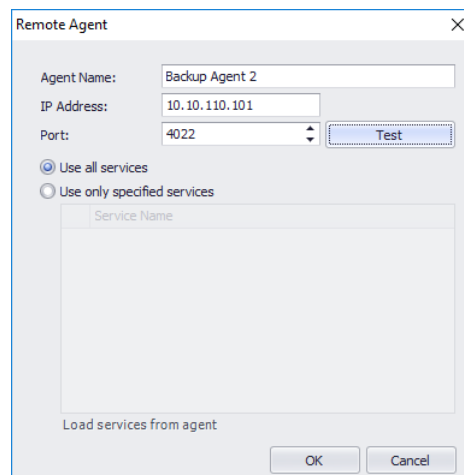 Remote Agent
Agent Name: Backup Agent 2
IP Address: 10.10.110.101
Port: 4022 Test
Use all services
Use only specified services
Service Name
Load services from agent
OK Cancel